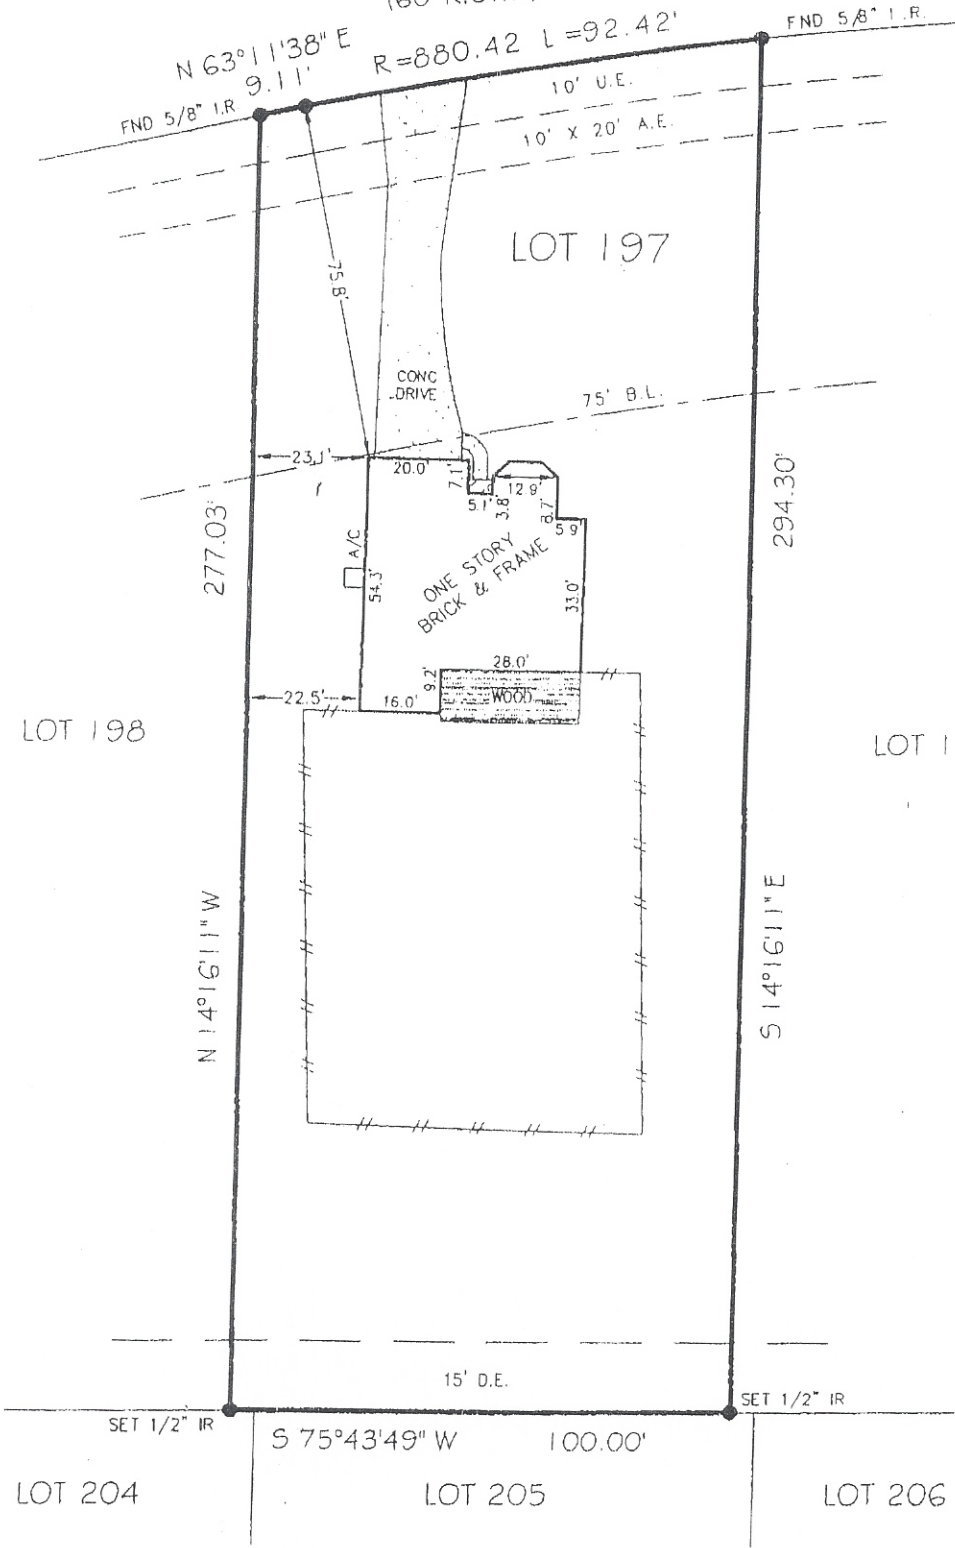 FND 5/8" I.R.
N 63°11'38" E
9.11'
R=880.42 L=92.42'
FND 5/8" I.R.
10' U.E.
10' X 20' A.E.
LOT 197
75.8'
CONC
DRIVE
75' B.L.
23.1'
20.0'
7.1'
5.1'
3.8'
12.9'
8.7'
5.9'
277.03'
294.30'
A/C
54.3'
ONE STORY
BRICK & FRAME
33.0'
28.0'
9.2'
WOOD
22.5'
16.0'
LOT 198
LOT 1
N 14°16'11" W
S 14°16'11" E
15' D.E.
SET 1/2" IR
SET 1/2" IR
S 75°43'49" W 100.00'
LOT 204
LOT 205
LOT 206